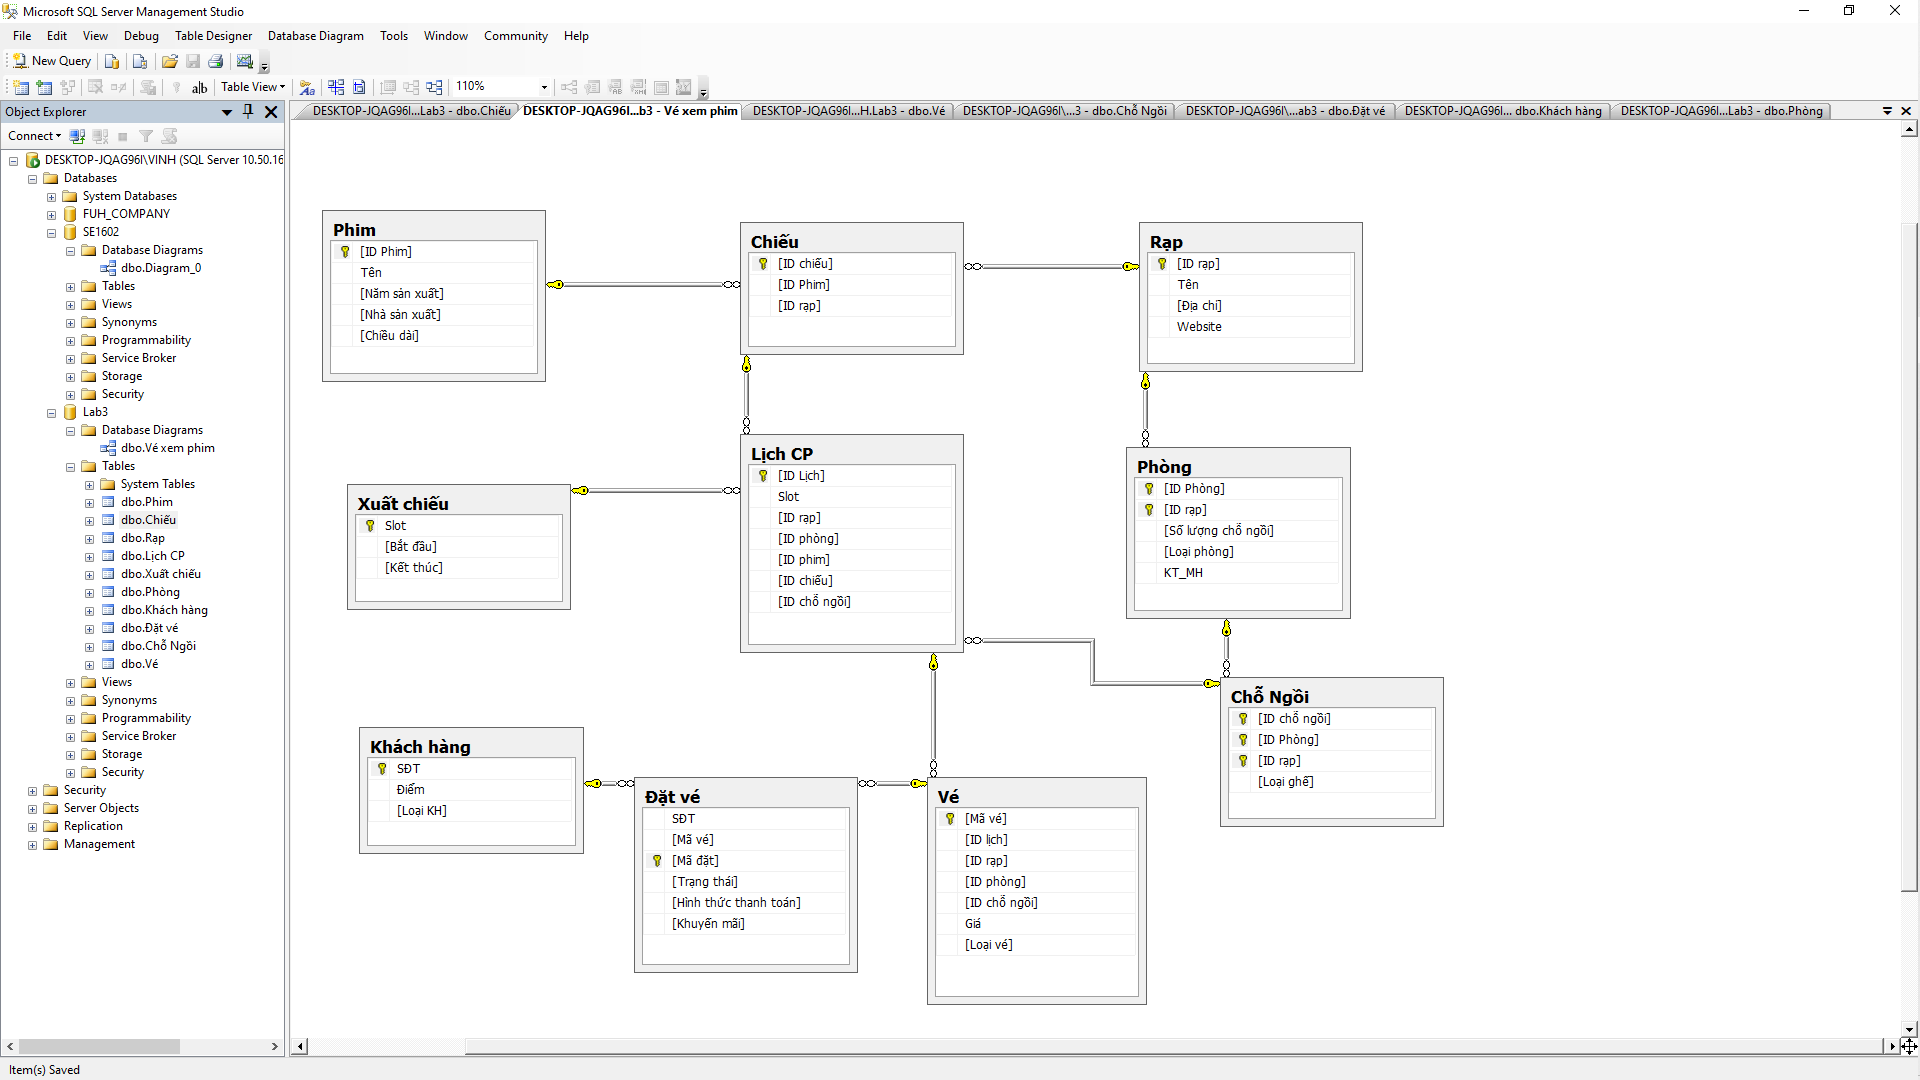 Microsoft SQL Server Management Studio
File Edit View Debug Table Designer Database Diagram Tools Window Community Help
New Query
ab Table View 110%
Object Explorer
Connect
DESKTOP-JQAG96I\VINH (SQL Server 10.50.16
Databases
System Databases
FUH_COMPANY
SE1602
Database Diagrams
dbo.Diagram_0
Tables
Views
Synonyms
Programmability
Service Broker
Storage
Security
Lab3
Database Diagrams
dbo.Vé xem phim
Tables
System Tables
dbo.Phim
dbo.Chiếu
dbo.Rạp
dbo.Lịch CP
dbo.Xuất chiếu
dbo.Phòng
dbo.Khách hàng
dbo.Đặt vé
dbo.Chỗ Ngồi
dbo.Vé
Views
Synonyms
Programmability
Service Broker
Storage
Security
Security
Server Objects
Replication
Management
DESKTOP-JQAG96I...Lab3 - dbo.Chiếu DESKTOP-JQAG96I...b3 - Vé xem phim DESKTOP-JQAG96I...H.Lab3 - dbo.Vé DESKTOP-JQAG96I\...3 - dbo.Chỗ Ngồi DESKTOP-JQAG96I\...ab3 - dbo.Đặt vé DESKTOP-JQAG96I... dbo.Khách hàng DESKTOP-JQAG96I...Lab3 - dbo.Phòng
Phim
[ID Phim]
Tên
[Năm sản xuất]
[Nhà sản xuất]
[Chiều dài]
Chiếu
[ID chiếu]
[ID Phim]
[ID rạp]
Rạp
[ID rạp]
Tên
[Địa chỉ]
Website
Xuất chiếu
Slot
[Bắt đầu]
[Kết thúc]
Lịch CP
[ID Lịch]
Slot
[ID rạp]
[ID phòng]
[ID phim]
[ID chiếu]
[ID chỗ ngồi]
Phòng
[ID Phòng]
[ID rạp]
[Số lượng chỗ ngồi]
[Loại phòng]
KT_MH
Chỗ Ngồi
[ID chỗ ngồi]
[ID Phòng]
[ID rạp]
[Loại ghế]
Khách hàng
SĐT
Điểm
[Loại KH]
Đặt vé
SĐT
[Mã vé]
[Mã đặt]
[Trạng thái]
[Hình thức thanh toán]
[Khuyến mãi]
Vé
[Mã vé]
[ID lịch]
[ID rạp]
[ID phòng]
[ID chỗ ngồi]
Giá
[Loại vé]
Item(s) Saved